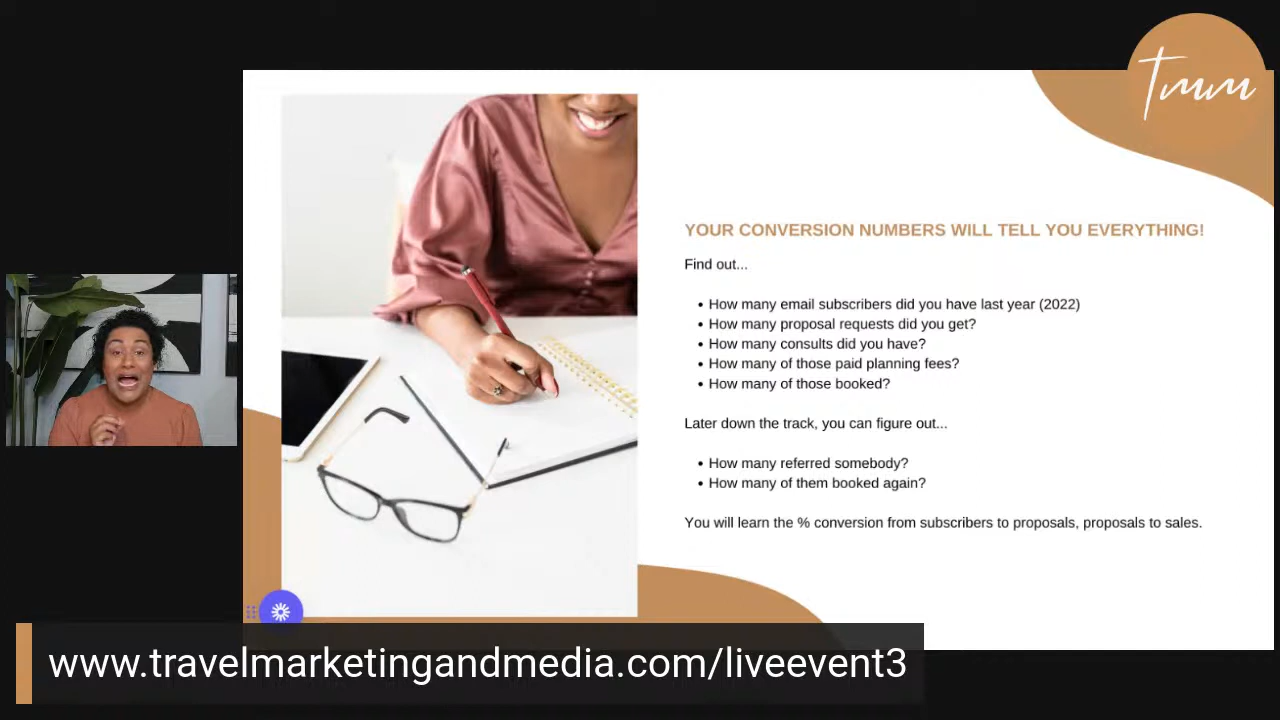 Tmm
YOUR CONVERSION NUMBERS WILL TELL YOU EVERYTHING!
Find out...
• How many email subscribers did you have last year (2022)
• How many proposal requests did you get?
• How many consults did you have?
• How many of those paid planning fees?
• How many of those booked?
Later down the track, you can figure out...
• How many referred somebody?
• How many of them booked again?
You will learn the % conversion from subscribers to proposals, proposals to sales.
www.travelmarketingandmedia.com/liveevent3